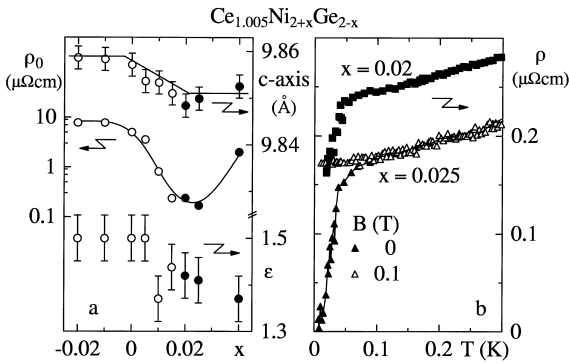 Ce1.005Ni2+xGe2-x
ρ0
(μΩcm)
10
1
0.1
9.86
c-axis
(Å)
9.84
1.5
ε
1.3
a
-0.02 0 0.02 x
x = 0.02
ρ
(μΩcm)
0.2
x = 0.025
B (T)
0
0.1
0.1
b
0
0 0.1 0.2 T (K)